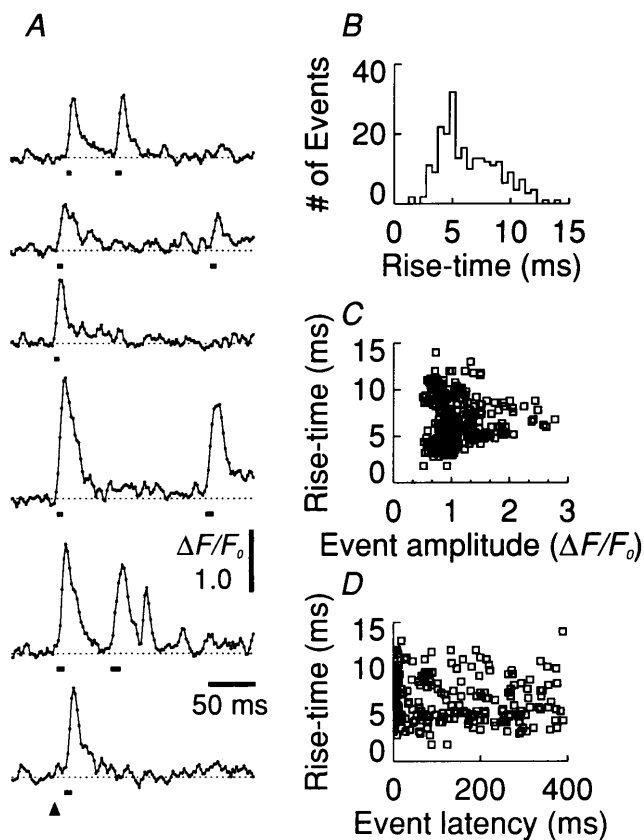 A
ΔF/F₀
1.0
50 ms
B
# of Events
40
20
0
0 5 10 15
Rise-time (ms)
C
Rise-time (ms)
15
10
5
0
0 1 2 3
Event amplitude (ΔF/F₀)
D
Rise-time (ms)
15
10
5
0
0 200 400
Event latency (ms)